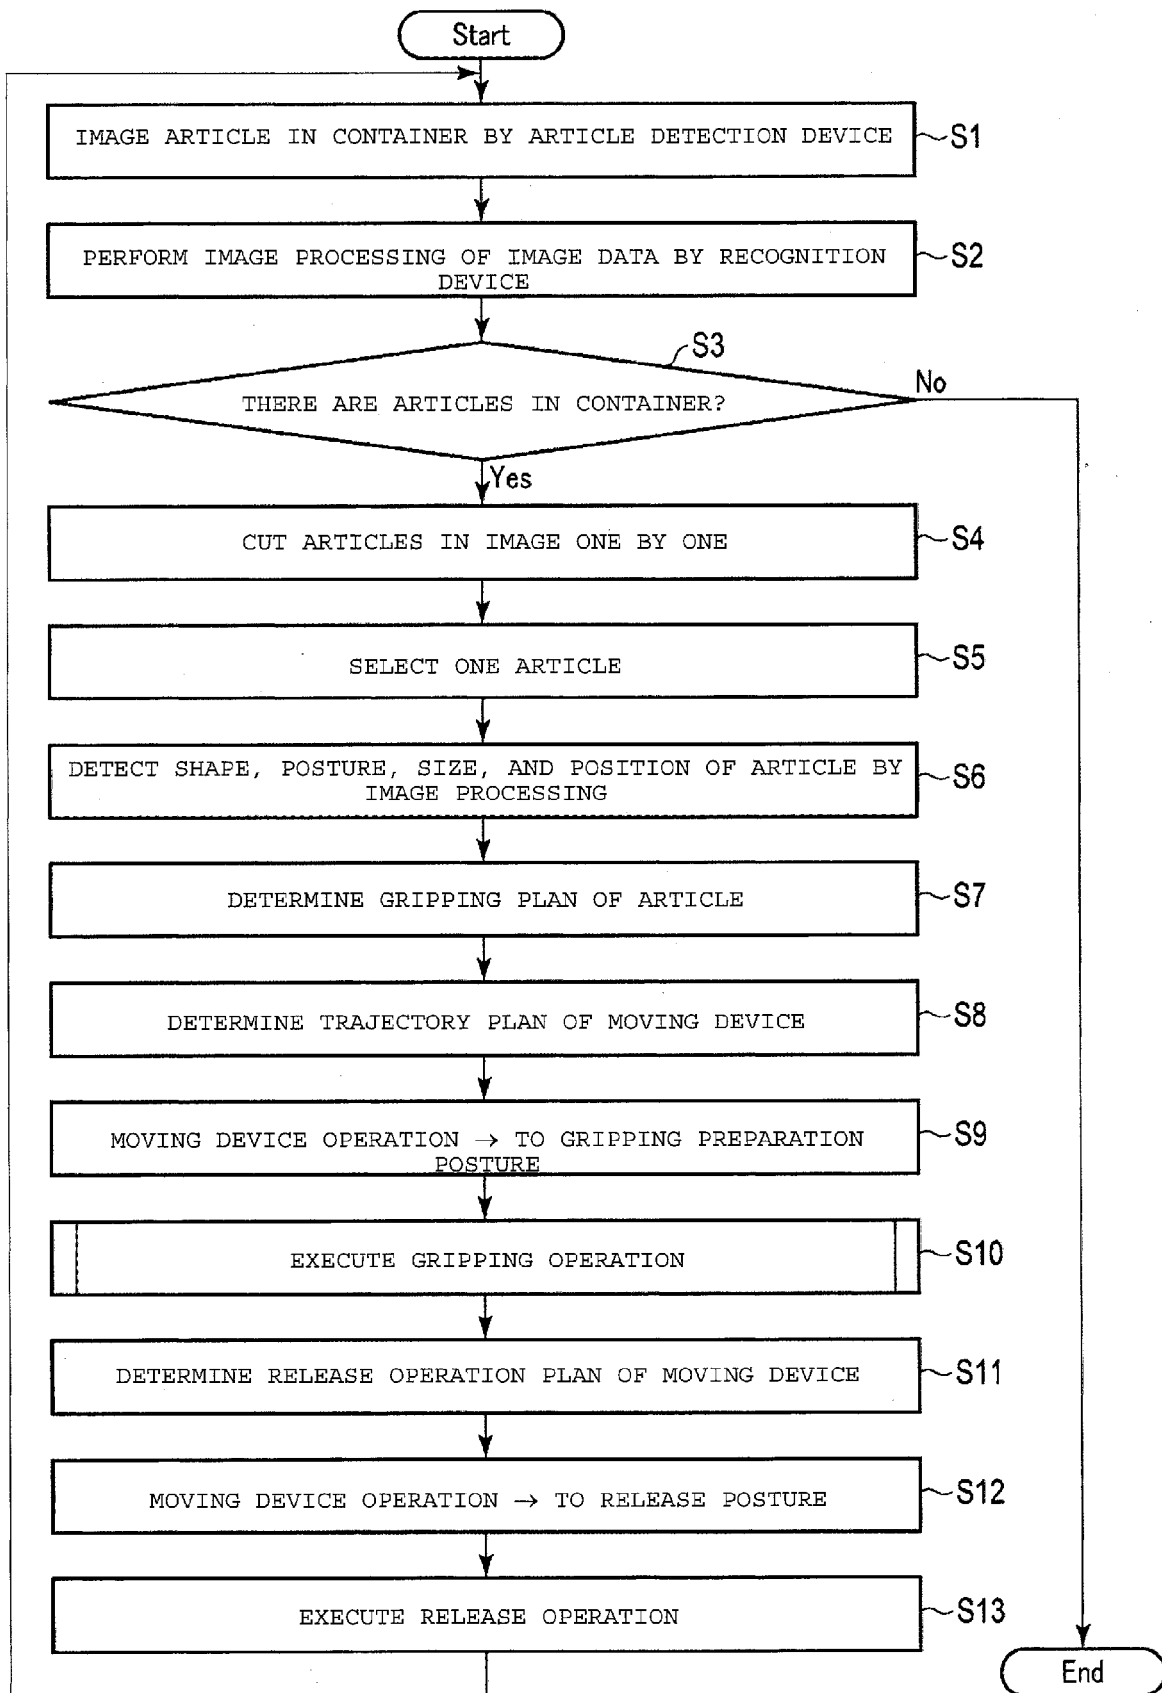 Start
IMAGE ARTICLE IN CONTAINER BY ARTICLE DETECTION DEVICE
S1
PERFORM IMAGE PROCESSING OF IMAGE DATA BY RECOGNITION
DEVICE
S2
S3
THERE ARE ARTICLES IN CONTAINER?
No
Yes
CUT ARTICLES IN IMAGE ONE BY ONE
S4
SELECT ONE ARTICLE
S5
DETECT SHAPE, POSTURE, SIZE, AND POSITION OF ARTICLE BY
IMAGE PROCESSING
S6
DETERMINE GRIPPING PLAN OF ARTICLE
S7
DETERMINE TRAJECTORY PLAN OF MOVING DEVICE
S8
MOVING DEVICE OPERATION → TO GRIPPING PREPARATION
POSTURE
S9
EXECUTE GRIPPING OPERATION
S10
DETERMINE RELEASE OPERATION PLAN OF MOVING DEVICE
S11
MOVING DEVICE OPERATION → TO RELEASE POSTURE
S12
EXECUTE RELEASE OPERATION
S13
End